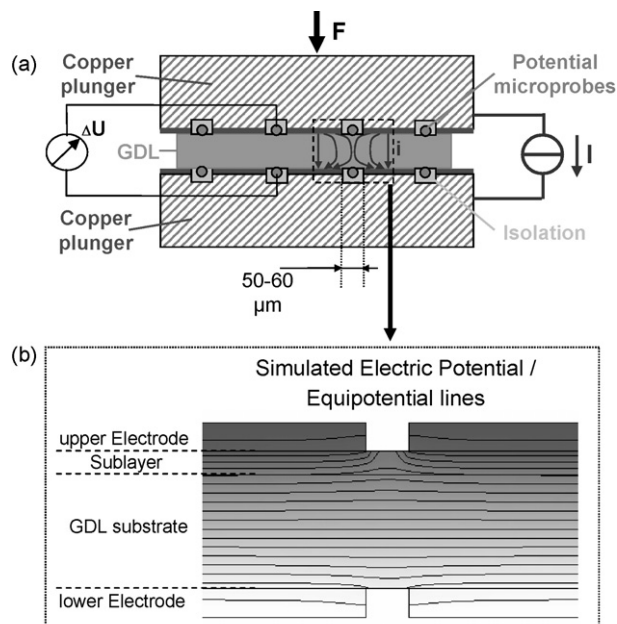 F
(a)
Copper
plunger
Potential
microprobes
ΔU
GDL
i
I
Copper
plunger
Isolation
50-60
µm
(b)
Simulated Electric Potential /
Equipotential lines
upper Electrode
Sublayer
GDL substrate
lower Electrode